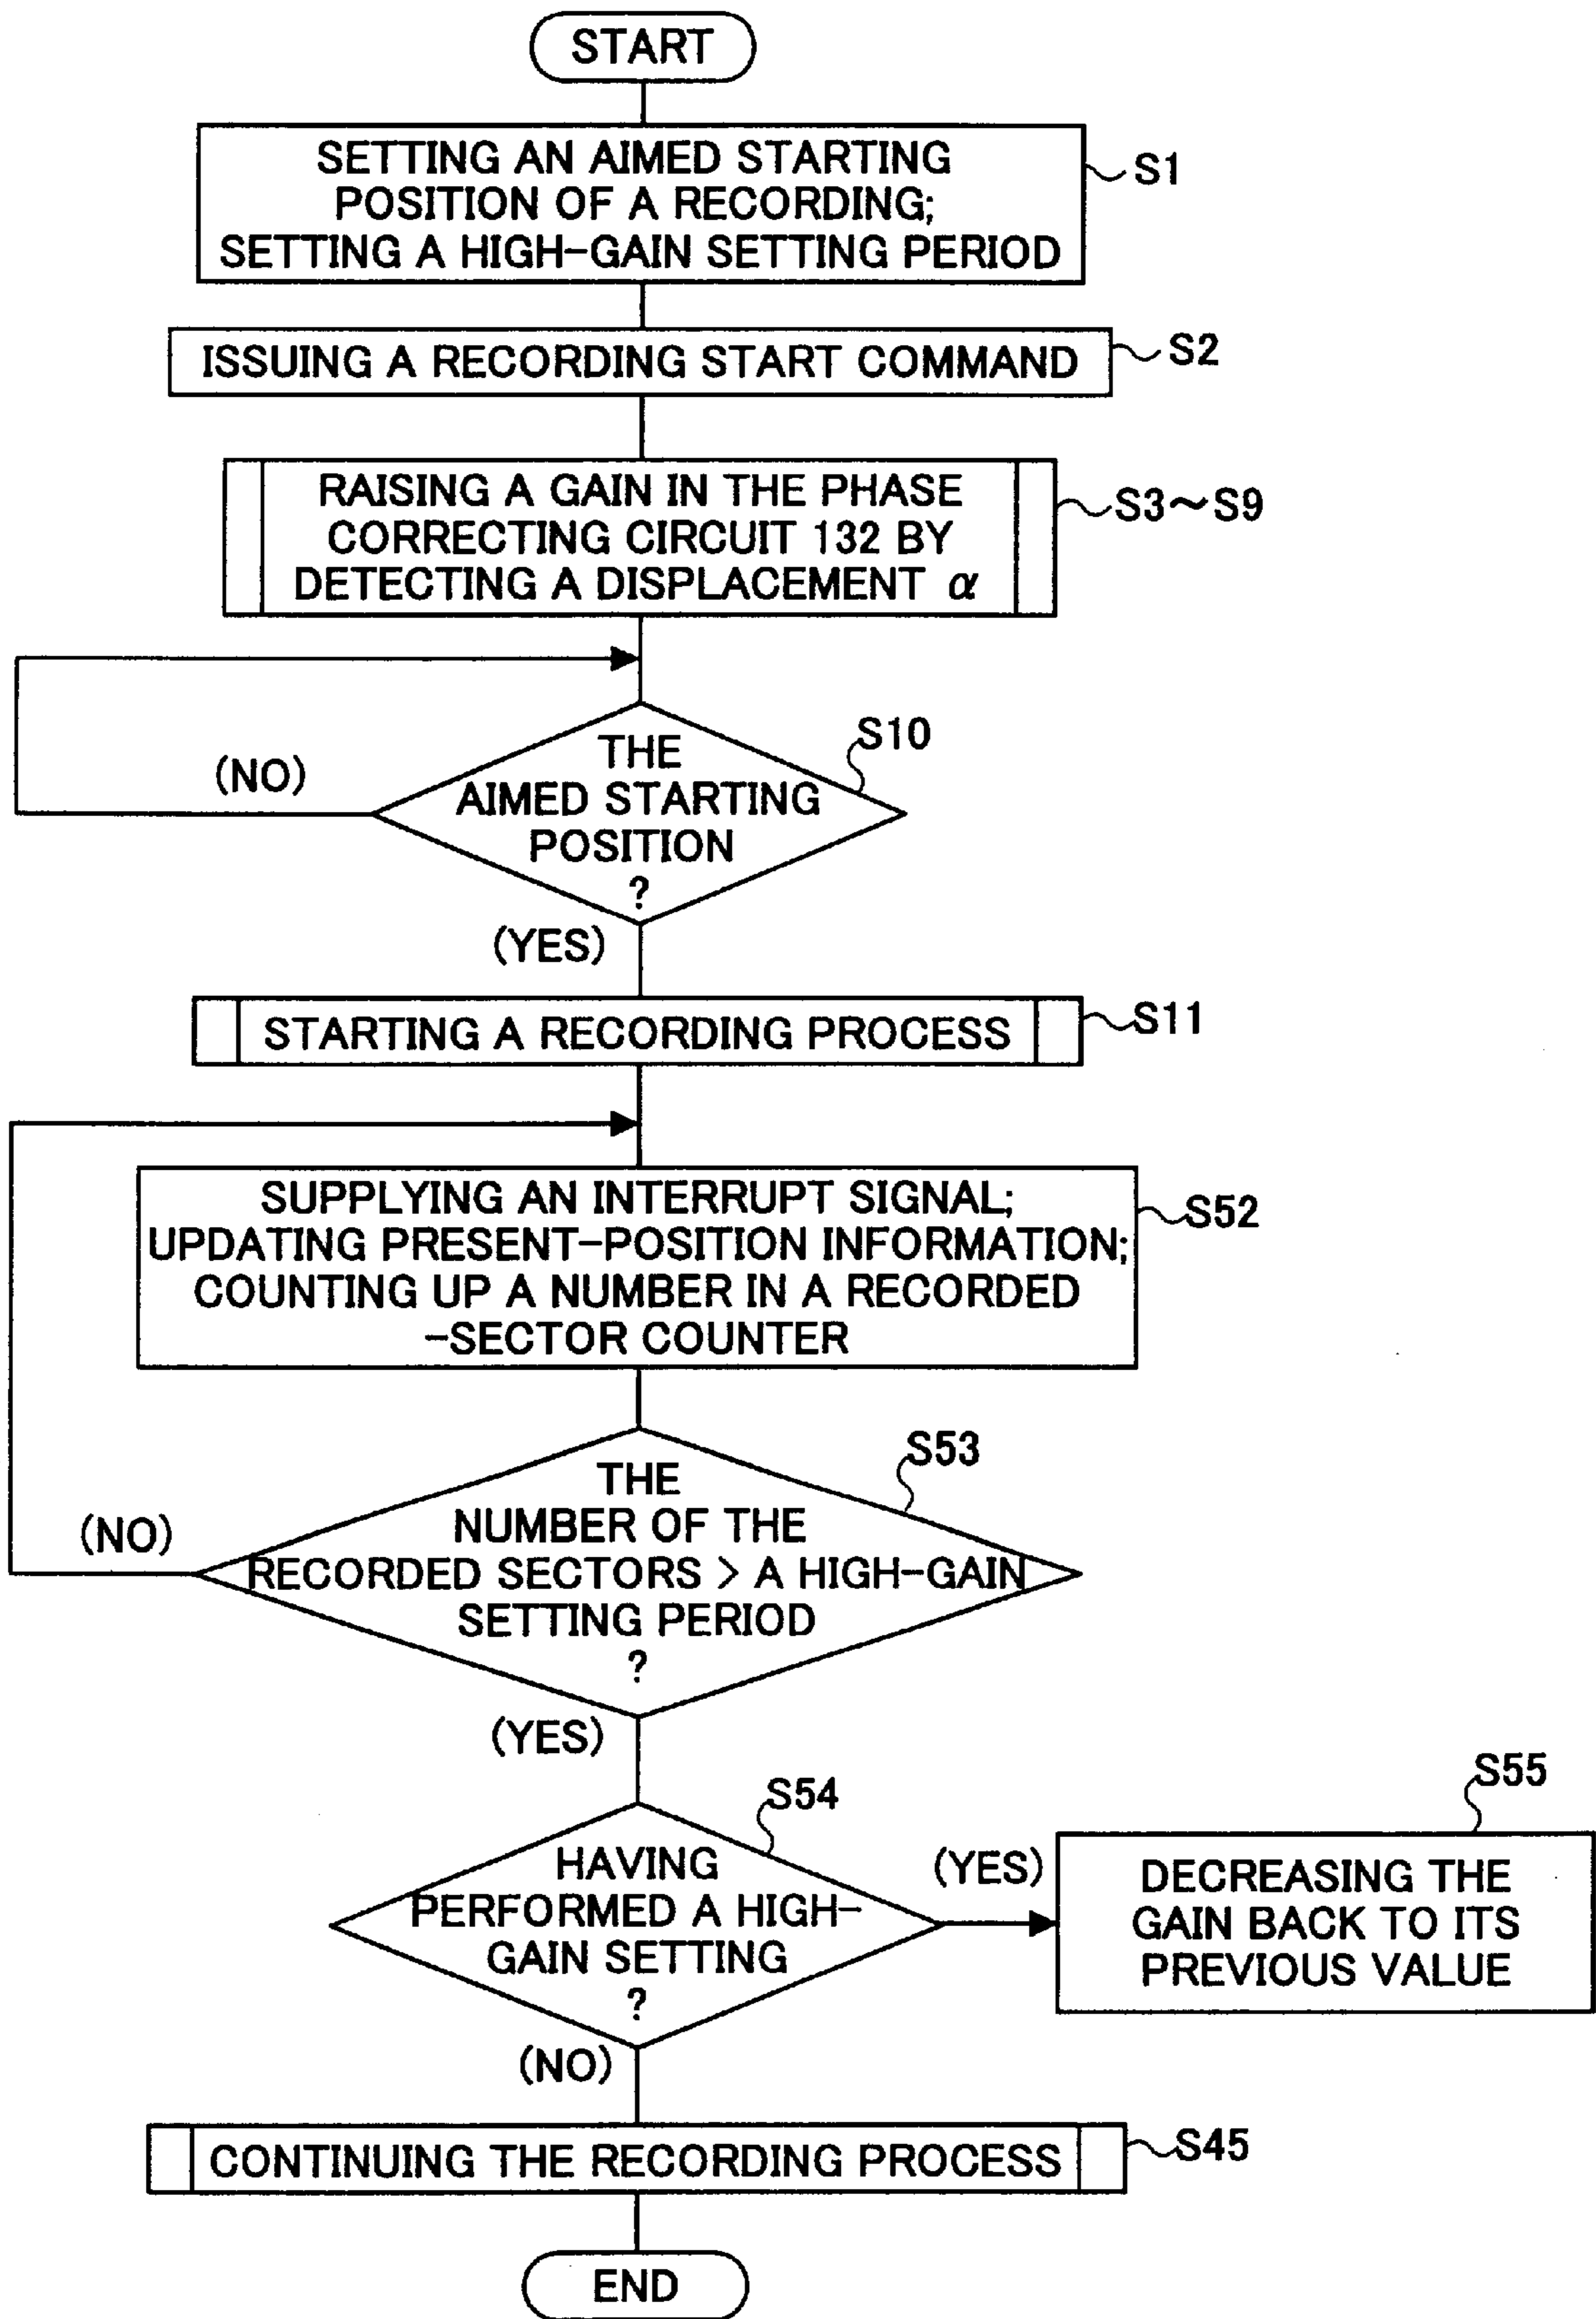 START
SETTING AN AIMED STARTING
POSITION OF A RECORDING;
SETTING A HIGH-GAIN SETTING PERIOD
S1
ISSUING A RECORDING START COMMAND
S2
RAISING A GAIN IN THE PHASE
CORRECTING CIRCUIT 132 BY
DETECTING A DISPLACEMENT α
S3~S9
THE
AIMED STARTING
POSITION
?
S10
(NO)
(YES)
STARTING A RECORDING PROCESS
S11
SUPPLYING AN INTERRUPT SIGNAL;
UPDATING PRESENT-POSITION INFORMATION;
COUNTING UP A NUMBER IN A RECORDED
-SECTOR COUNTER
S52
THE
NUMBER OF THE
RECORDED SECTORS > A HIGH-GAIN
SETTING PERIOD
?
S53
(NO)
(YES)
HAVING
PERFORMED A HIGH-
GAIN SETTING
?
S54
(YES)
DECREASING THE
GAIN BACK TO ITS
PREVIOUS VALUE
S55
(NO)
CONTINUING THE RECORDING PROCESS
S45
END